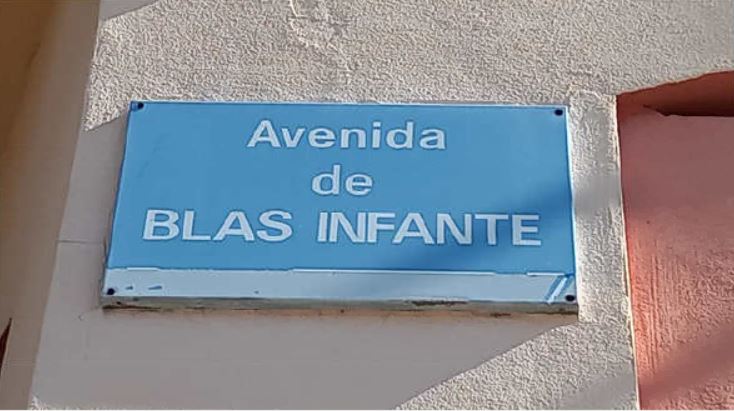 Avenida
de
BLAS INFANTE